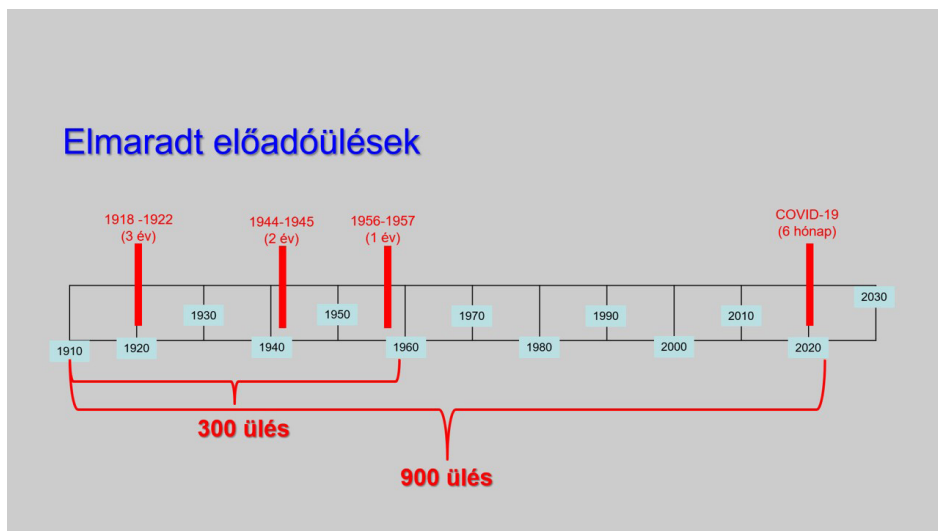 Elmaradt előadóülések
1918 -1922
(3 év)
1944-1945
(2 év)
1956-1957
(1 év)
COVID-19
(6 hónap)
1910
1920
1930
1940
1950
1960
1970
1980
1990
2000
2010
2020
2030
300 ülés
900 ülés